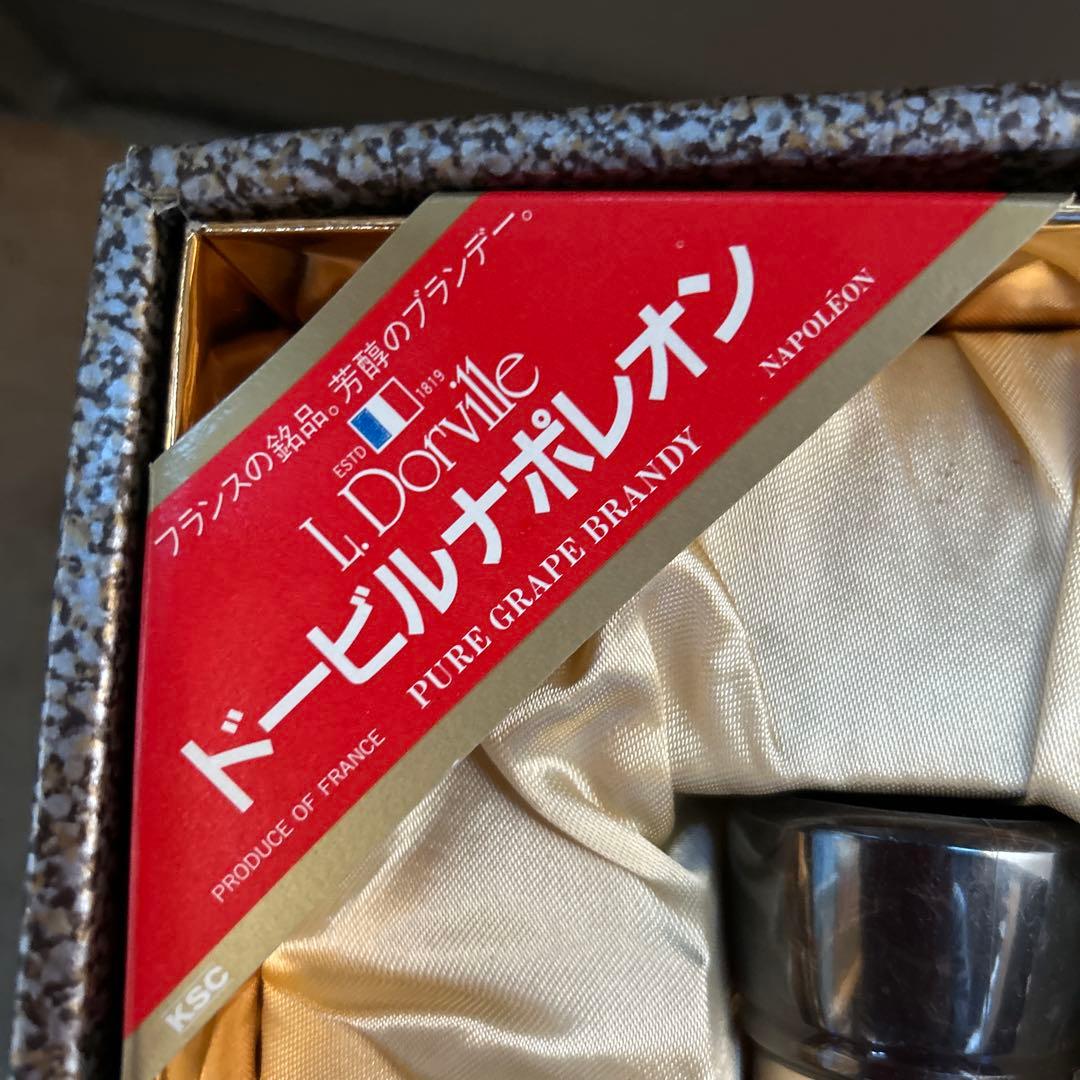 フランスの銘品。芳醇のブランデー。
ESTD 1819
L. Dorville
ドービルナポレオン
NAPOLÉON
PURE GRAPE BRANDY
PRODUCE OF FRANCE
KSC